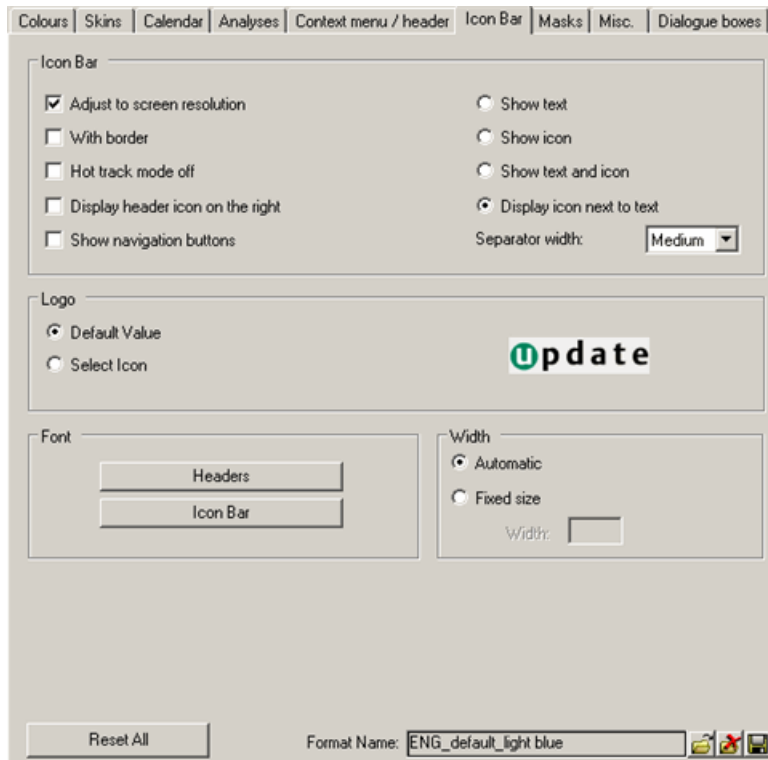 Colours Skins Calendar Analyses Context menu / header Icon Bar Masks Misc. Dialogue boxes
Icon Bar
Adjust to screen resolution
Show text
With border
Show icon
Hot track mode off
Show text and icon
Display header icon on the right
Display icon next to text
Show navigation buttons
Separator width: Medium
Logo
Default Value
Select Icon
update
Font
Headers
Icon Bar
Width
Automatic
Fixed size
Width:
Reset All
Format Name: ENG_default_light blue